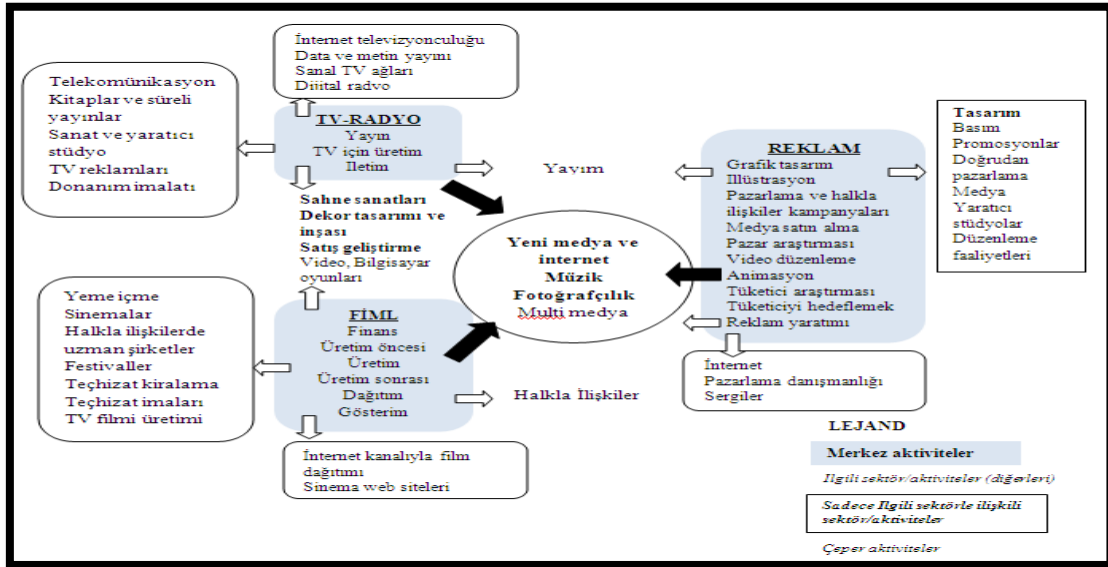 İnternet televizyonculuğu
Data ve metin yayını
Sanal TV ağları
Dijital radyo
Telekomünikasyon
Kitaplar ve süreli
yayınlar
Sanat ve yaratıcı
stüdyo
TV reklamları
Donanım imalatı
TV-RADYO
Yayın
TV için üretim
Iletim
Yayım
Sahne sanatları
Dekor tasarımı ve
inşası
Satış geliştirme
Video, Bilgisayar
oyunları
Yeni medya ve
internet
Müzik
Fotoğrafçılık
Multi medya
REKLAM
Grafik tasarım
Illüstrasyon
Pazarlama ve halkla
ilişkiler kampanyaları
Medya satın alma
Pazar araştırması
Video düzenleme
Animasyon
Tüketici araştırması
Tüketiciyi hedeflemek
Reklam yaratımı
Tasarım
Basım
Promosyonlar
Doğrudan
pazarlama
Medya
Yaratıcı
stüdyolar
Düzenleme
faaliyetleri
Yeme içme
Sinemalar
Halkla ilişkilerde
uzman şirketler
Festivaller
Teçhizat kiralama
Teçhizat imaları
TV filmi üretimi
FİML
Finans
Üretim öncesi
Üretim
Üretim sonrası
Dağıtım
Gösterim
Halkla İlişkiler
İnternet
Pazarlama danışmanlığı
Sergiler
İnternet kanalıyla film
dağıtımı
Sinema web siteleri
LEJAND
Merkez aktiviteler
Ilgili sektör/aktiviteler (diğerleri)
Sadece Ilgili sektörle ilişkili
sektör/aktiviteler
Çeper aktiviteler